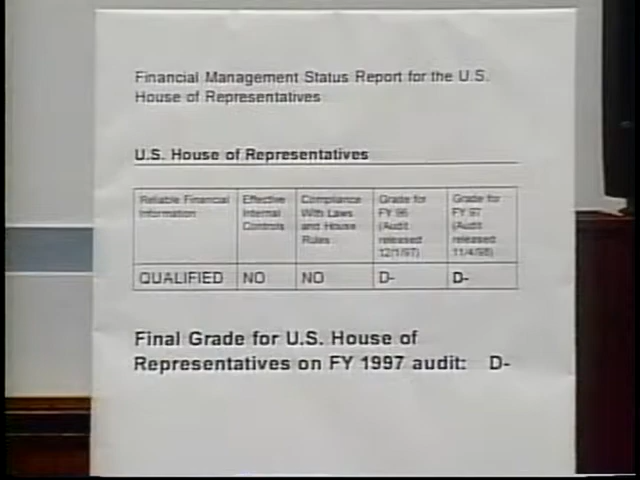 Financial Management Status Report for the U.S.
House of Representatives
U.S. House of Representatives
Reliable Financial
Information
Effective
Internal
Controls
Compliance
With Laws
and House
Rules
Grade for
FY 96
(Audit
released
12/1/97)
Grade for
FY 97
(Audit
released
11/4/98)
QUALIFIED
NO
NO
D-
D-
Final Grade for U.S. House of
Representatives on FY 1997 audit: D-